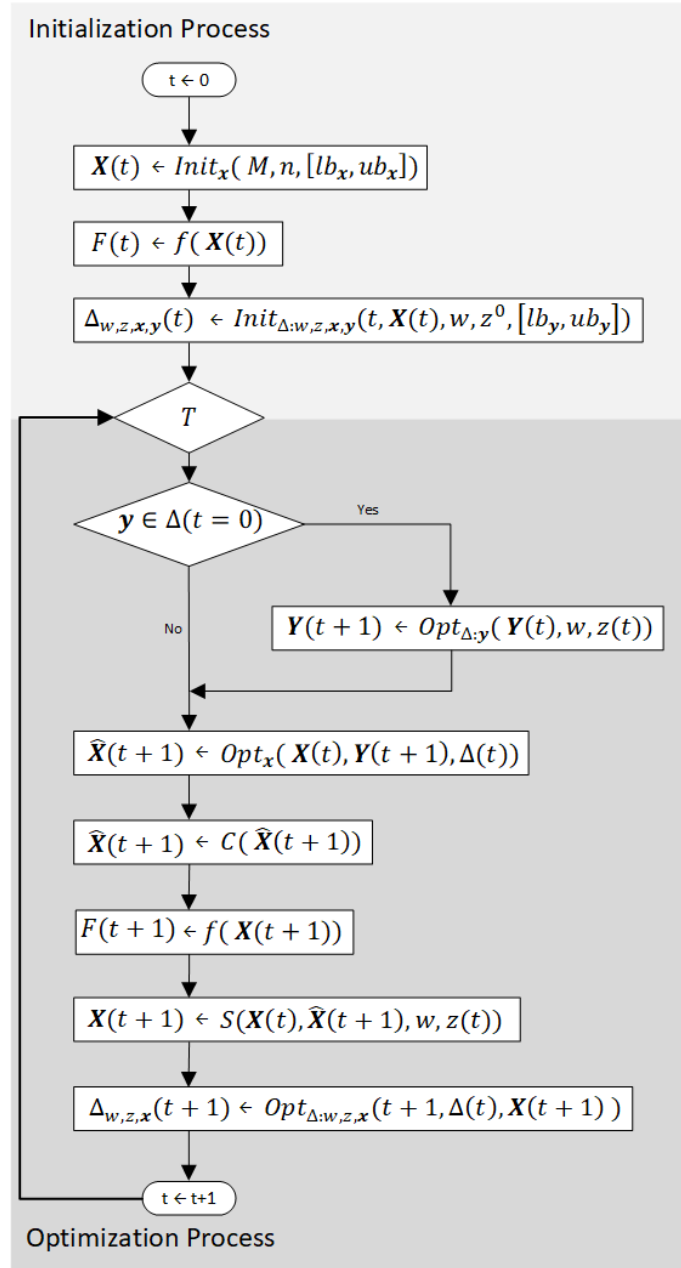 Initialization Process
t ← 0
X(t) ← Init_x( M, n, [lb_x, ub_x])
F(t) ← f( X(t))
Δ_{w,z,x,y}(t) ← Init_{Δ:w,z,x,y}(t, X(t), w, z^0, [lb_y, ub_y])
T
y ∈ Δ(t = 0)
Yes
No
Y(t + 1) ← Opt_{Δ:y}( Y(t), w, z(t))
X̂(t + 1) ← Opt_x( X(t), Y(t + 1), Δ(t))
X̂(t + 1) ← C( X̂(t + 1))
F(t + 1) ← f( X(t + 1))
X(t + 1) ← S(X(t), X̂(t + 1), w, z(t))
Δ_{w,z,x}(t + 1) ← Opt_{Δ:w,z,x}(t + 1, Δ(t), X(t + 1) )
t ← t+1
Optimization Process